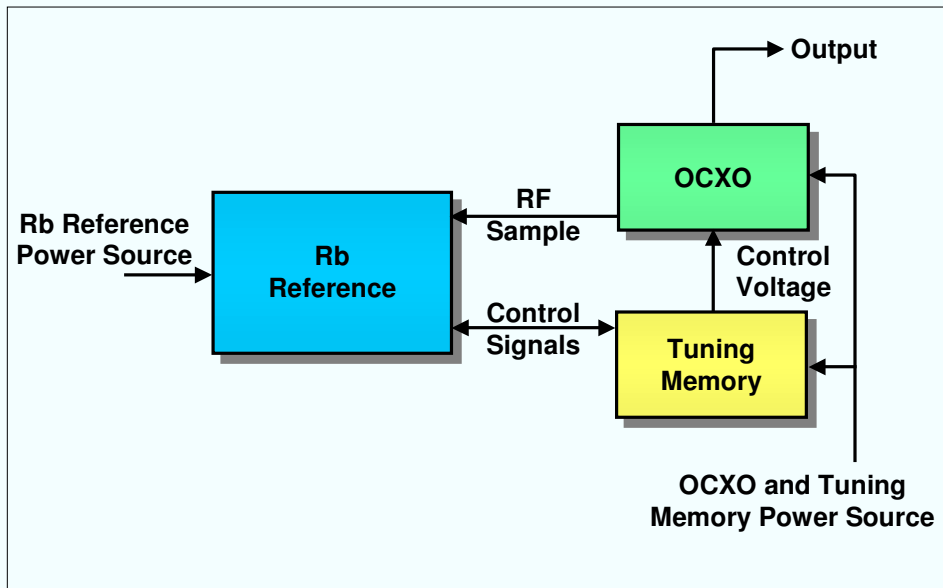 Output
OCXO
RF
Sample
Rb Reference
Power Source
Rb
Reference
Control
Voltage
Control
Signals
Tuning
Memory
OCXO and Tuning
Memory Power Source